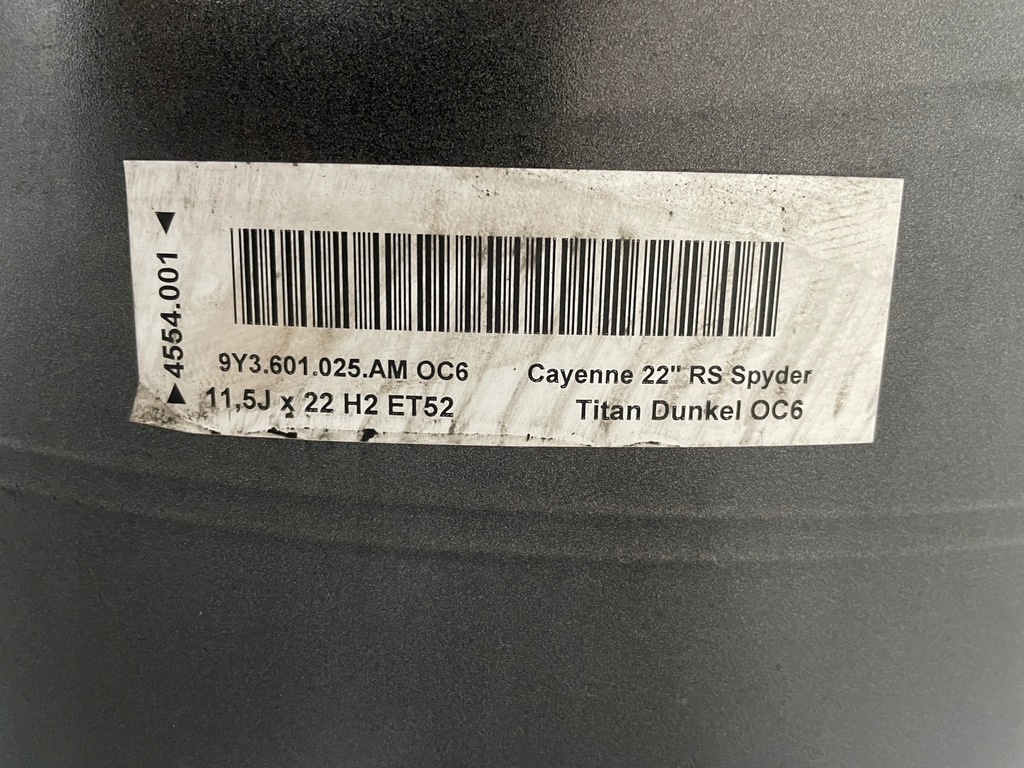 ◄ 4554.001 ►
9Y3.601.025.AM OC6
11,5J x 22 H2 ET52
Cayenne 22" RS Spyder
Titan Dunkel OC6